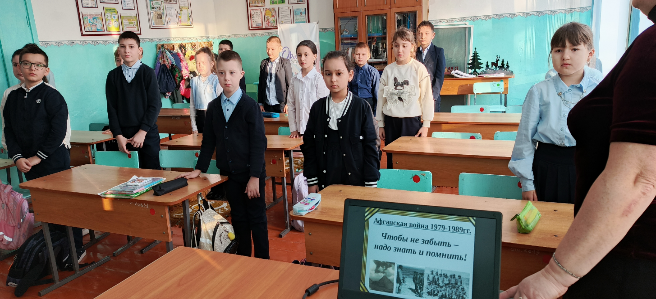 Афганская война 1979-1989гг.
Чтобы не забыть –
надо знать и помнить!